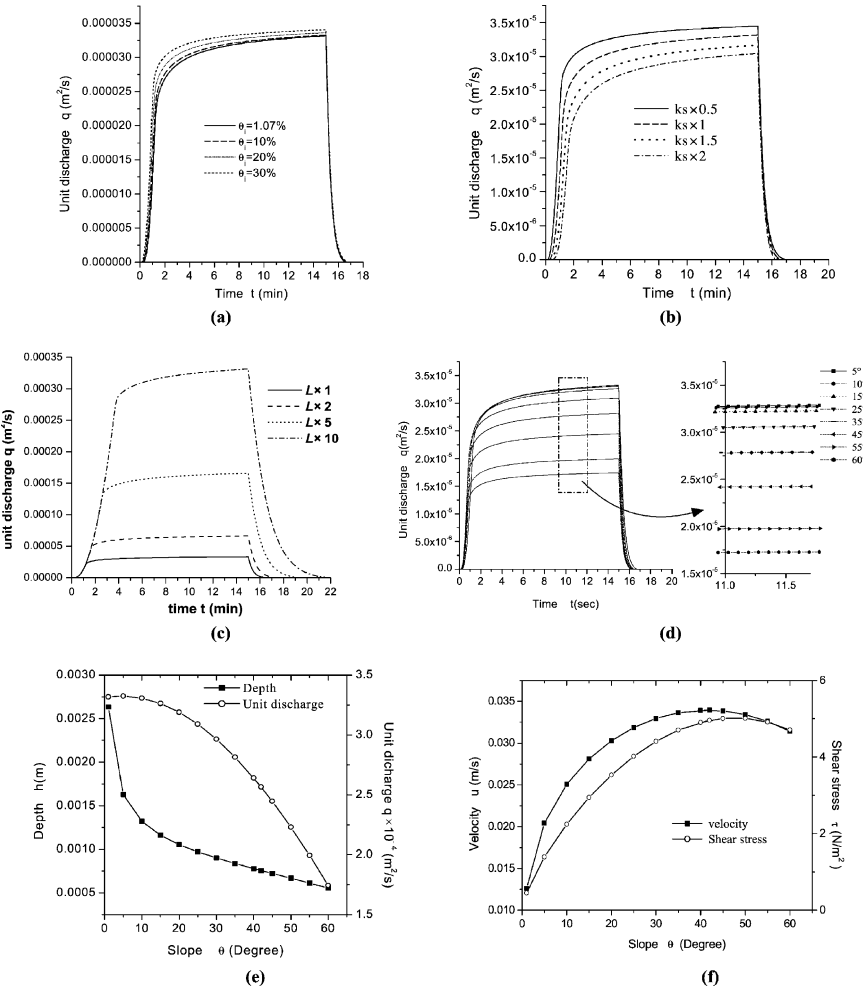 0.000035
0.000030
0.000025
0.000020
0.000015
0.000010
0.000005
0.000000
Unit discharge q (m²/s)
θi=1.07%
θi=10%
θi=20%
θi=30%
0 2 4 6 8 10 12 14 16 18
Time t (min)
(a)
3.5x10⁻⁵
3.0x10⁻⁵
2.5x10⁻⁵
2.0x10⁻⁵
1.5x10⁻⁵
1.0x10⁻⁵
5.0x10⁻⁶
0.0
Unit discharge q (m²/s)
ks×0.5
ks×1
ks×1.5
ks×2
0 2 4 6 8 10 12 14 16 18 20
Time t (min)
(b)
0.00035
0.00030
0.00025
0.00020
0.00015
0.00010
0.00005
0.00000
unit discharge q (m²/s)
L× 1
L× 2
L× 5
L× 10
0 2 4 6 8 10 12 14 16 18 20 22
time t (min)
(c)
3.5x10⁻⁵
3.0x10⁻⁵
2.5x10⁻⁵
2.0x10⁻⁵
1.5x10⁻⁵
1.0x10⁻⁵
5.0x10⁻⁶
0.0
Unit discharge q(m²/s)
0 2 4 6 8 10 12 14 16 18 20
Time t(sec)
3.5x10⁻⁵
3.0x10⁻⁵
2.5x10⁻⁵
2.0x10⁻⁵
1.5x10⁻⁵
11.0 11.5
5°
10
15
25
35
45
55
60
(d)
0.0030
0.0025
0.0020
0.0015
0.0010
0.0005
Depth h(m)
Depth
Unit discharge
3.5
3.0
2.5
2.0
1.5
Unit dicharge q×10⁻⁴ (m²/s)
0 10 20 30 40 50 60
Slope θ (Degree)
(e)
0.035
0.030
0.025
0.020
0.015
0.010
Velocity u (m/s)
velocity
Shear stress
6
4
2
0
Shear stress τ (N/m²)
0 10 20 30 40 50 60
Slope θ (Degree)
(f)